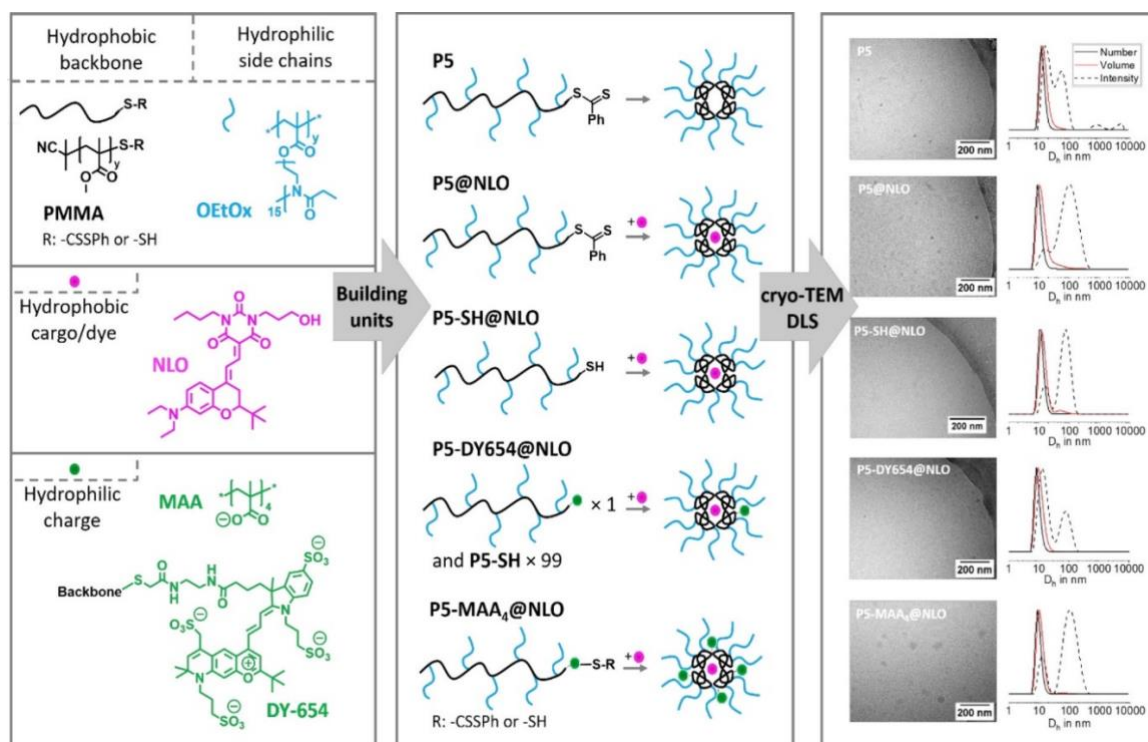 Hydrophobic
backbone
Hydrophilic
side chains
S-R
NC
S-R
y
O
O
PMMA
R: -CSSPh or -SH
*
*
y
O
O
N
15
O
OEtOx
Hydrophobic
cargo/dye
NLO
O
N
N
OH
O
O
N
O
Hydrophilic
charge
MAA
*
*
4
O
O
Backbone
S
O
N
H
H
N
O
SO₃
N
SO₃
O₃S
N
O
SO₃
DY-654
Building
units
P5
S
S
Ph
P5@NLO
S
S
Ph
+
P5-SH@NLO
SH
+
P5-DY654@NLO
× 1
+
and P5-SH × 99
P5-MAA₄@NLO
S-R
+
R: -CSSPh or -SH
cryo-TEM
DLS
P5
200 nm
Number
Volume
Intensity
1 10 100 1000 10000
Dₕ in nm
P5@NLO
200 nm
1 10 100 1000 10000
Dₕ in nm
P5-SH@NLO
200 nm
1 10 100 1000 10000
Dₕ in nm
P5-DY654@NLO
200 nm
1 10 100 1000 10000
Dₕ in nm
P5-MAA₄@NLO
200 nm
1 10 100 1000 10000
Dₕ in nm